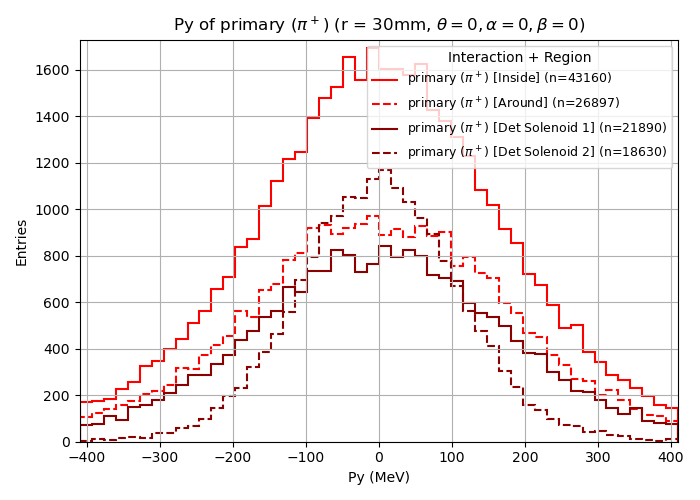 Py of primary (π⁺) (r = 30mm, θ = 0, α = 0, β = 0)
Interaction + Region
primary (π⁺) [Inside] (n=43160)
primary (π⁺) [Around] (n=26897)
primary (π⁺) [Det Solenoid 1] (n=21890)
primary (π⁺) [Det Solenoid 2] (n=18630)
Entries
1600
1400
1200
1000
800
600
400
200
0
−400 −300 −200 −100 0 100 200 300 400
Py (MeV)